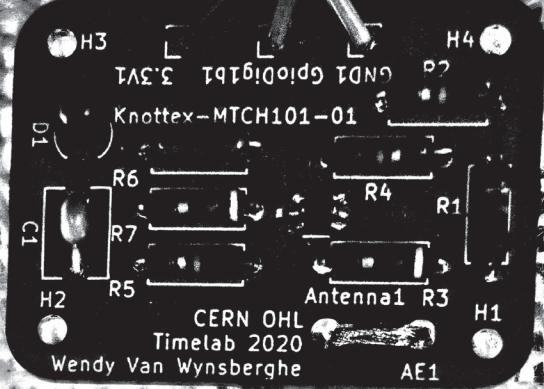 H3
H4
3.3V1
GpioDig1b1
GND1
R2
Knottex-MTCH101-01
D1
R6
R4
R1
C1
R7
R5
Antenna1
R3
H2
H1
CERN OHL
Timelab 2020
Wendy Van Wynsberghe
AE1